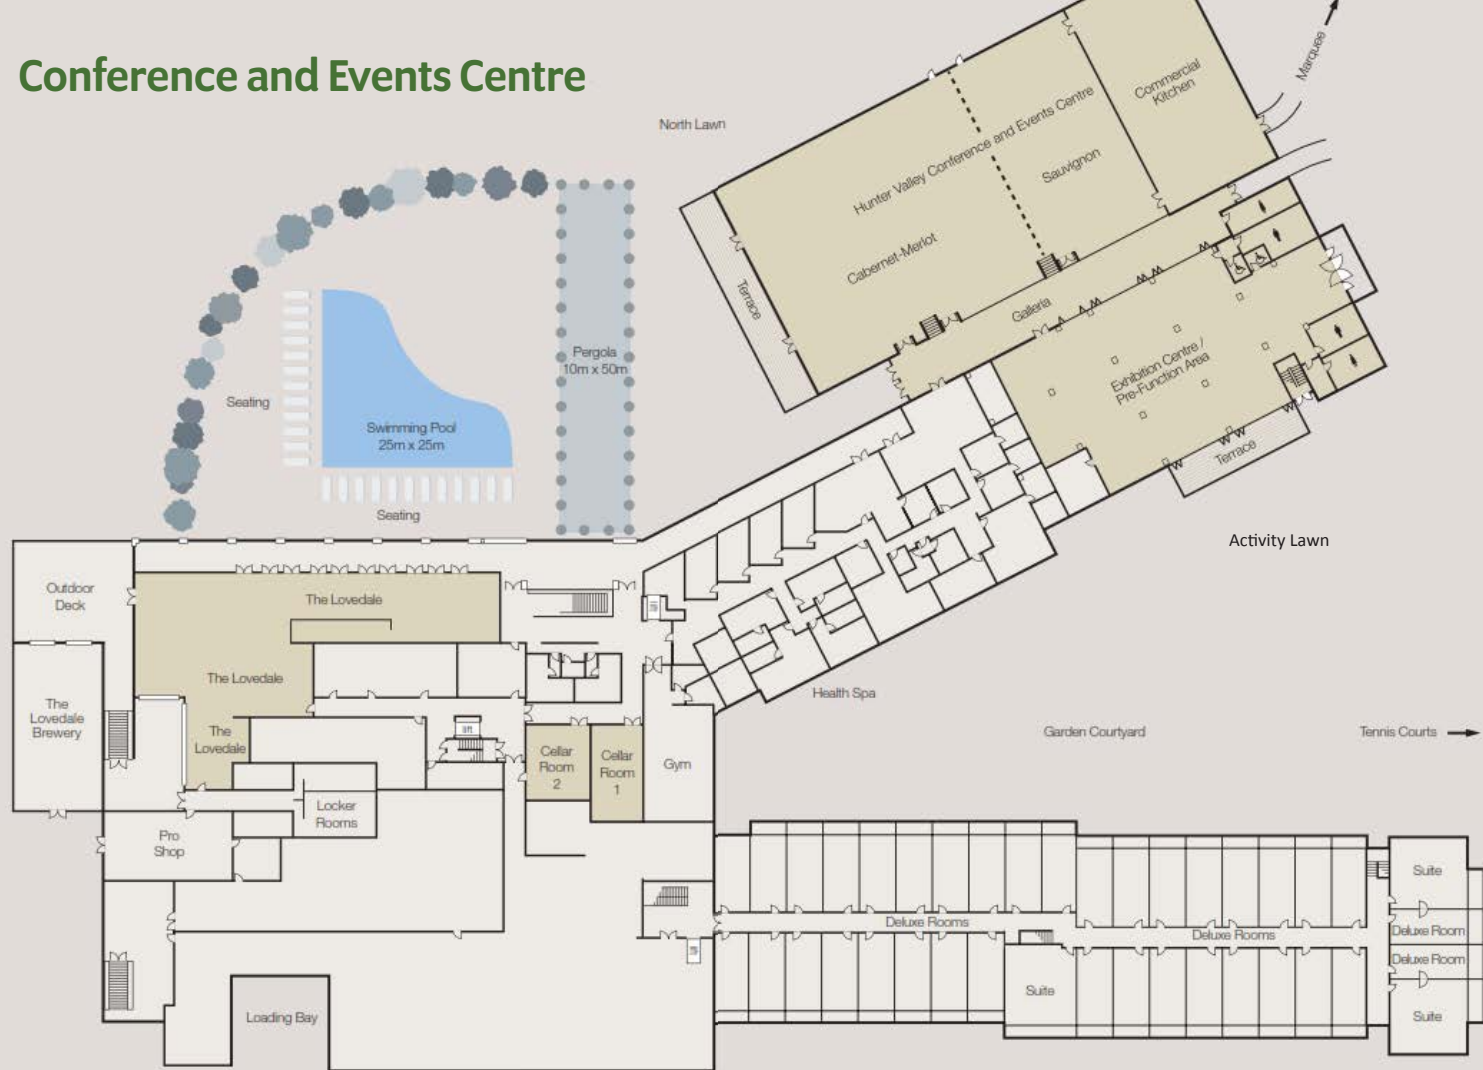 Conference and Events Centre
North Lawn
Marquee
Commercial
Kitchen
Hunter Valley Conference and Events Centre
Sauvignon
Cabernet-Merlot
Terrace
Galleria
Exhibition Centre /
Pre-Function Area
Terrace
Pergola
10m x 50m
Seating
Swimming Pool
25m x 25m
Seating
Activity Lawn
Outdoor
Deck
The Lovedale
lift
The Lovedale
The
Lovedale
Brewery
The
Lovedale
lift
Cellar
Room
2
Cellar
Room
1
Gym
Health Spa
Garden Courtyard
Tennis Courts
Locker
Rooms
Pro
Shop
Suite
Deluxe Rooms
Deluxe Rooms
Deluxe Room
Deluxe Room
lift
Suite
Suite
Loading Bay